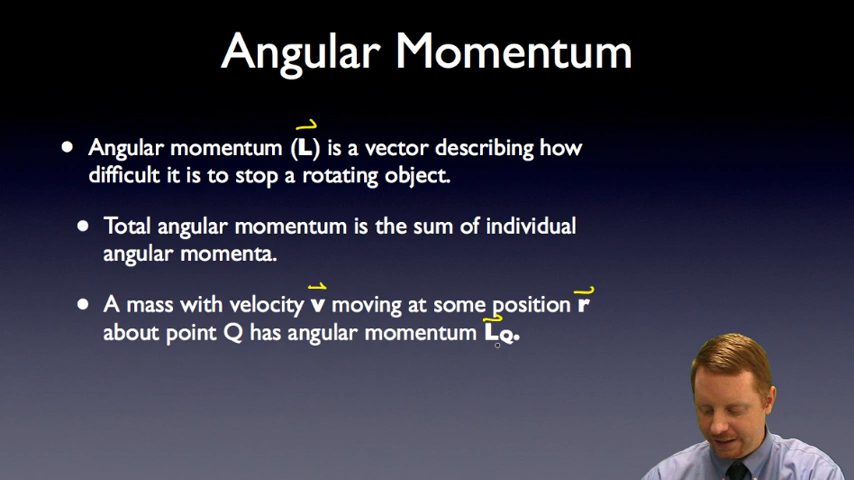 Angular Momentum
• Angular momentum (L⃗) is a vector describing how
difficult it is to stop a rotating object.
• Total angular momentum is the sum of individual
angular momenta.
• A mass with velocity v⃗ moving at some position r⃗
about point Q has angular momentum L⃗Q.